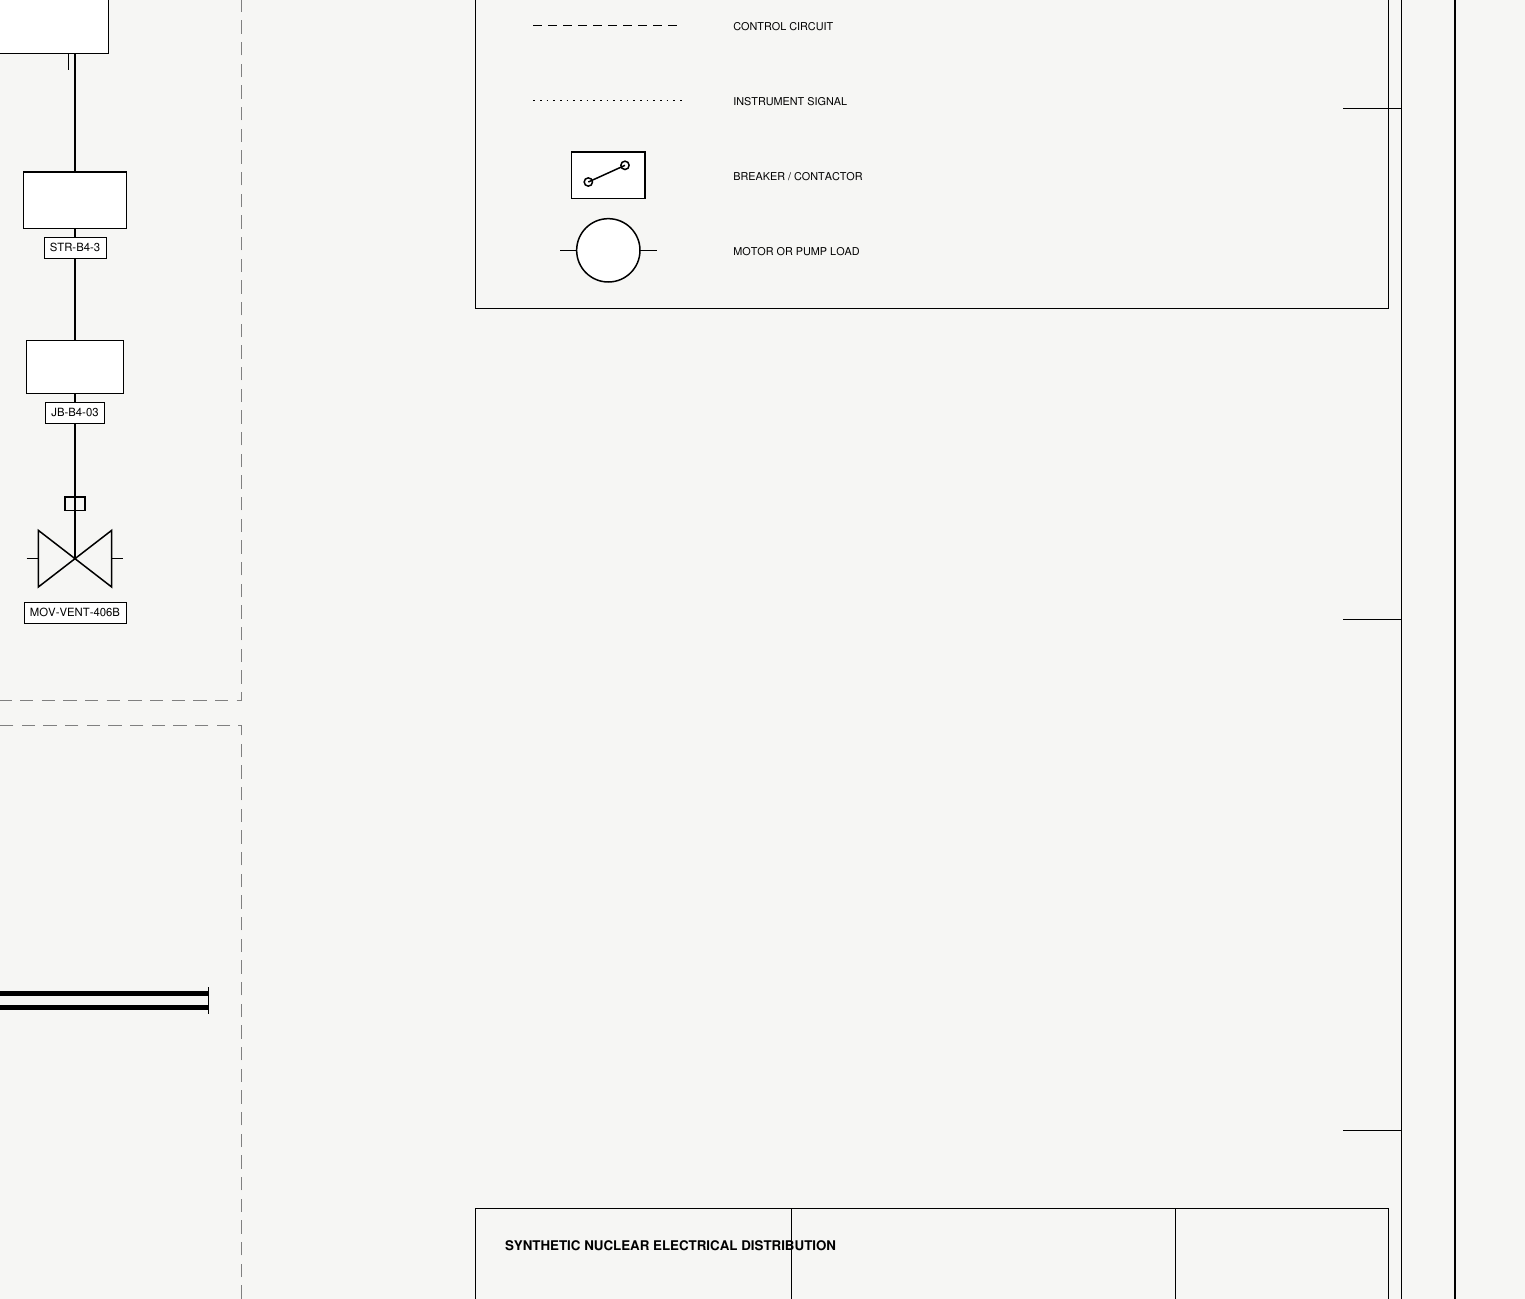 CONTROL CIRCUIT
INSTRUMENT SIGNAL
BREAKER / CONTACTOR
MOTOR OR PUMP LOAD
STR-B4-3
JB-B4-03
MOV-VENT-406B
SYNTHETIC NUCLEAR ELECTRICAL DISTRIBUTION